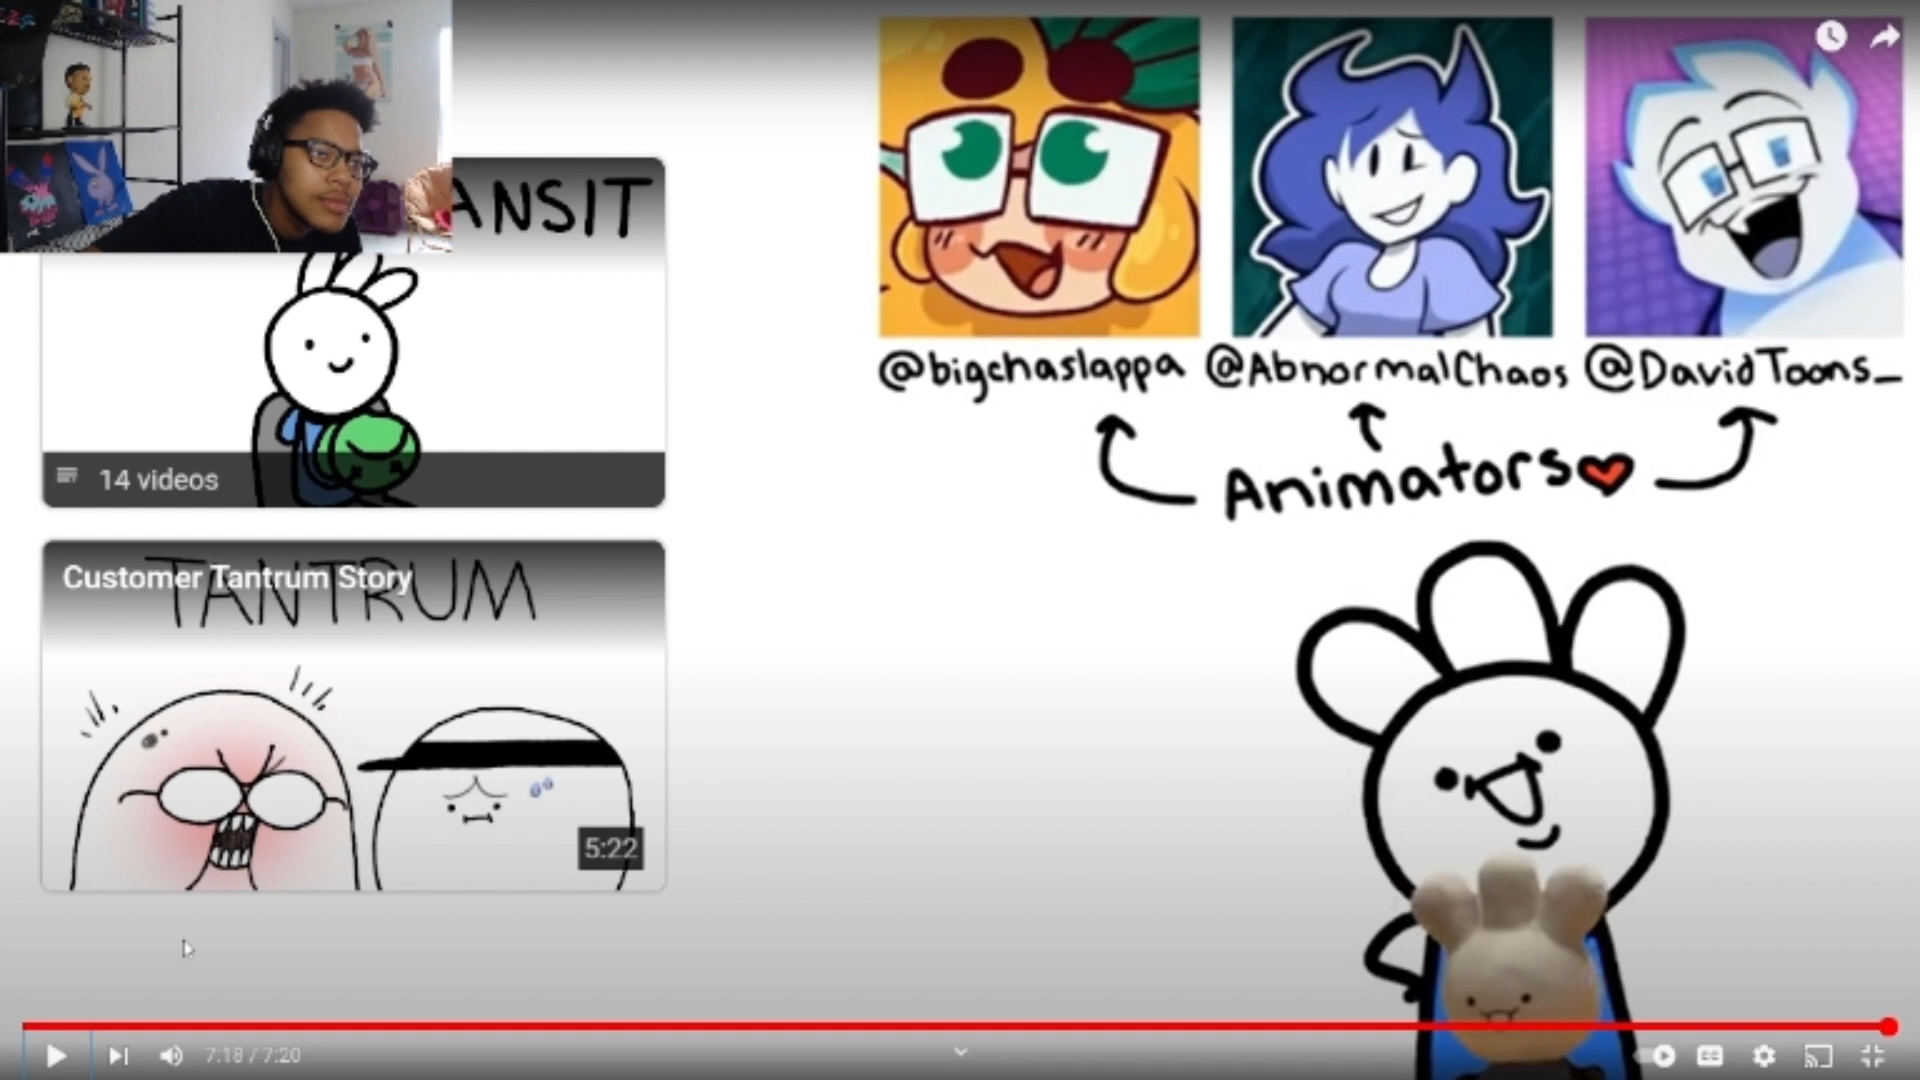 ANSIT
14 videos
TANTRUM
Customer Tantrum Story
5:22
@bigchaslappa @AbnormalChaos @DavidToons_
Animators
7:18 / 7:20